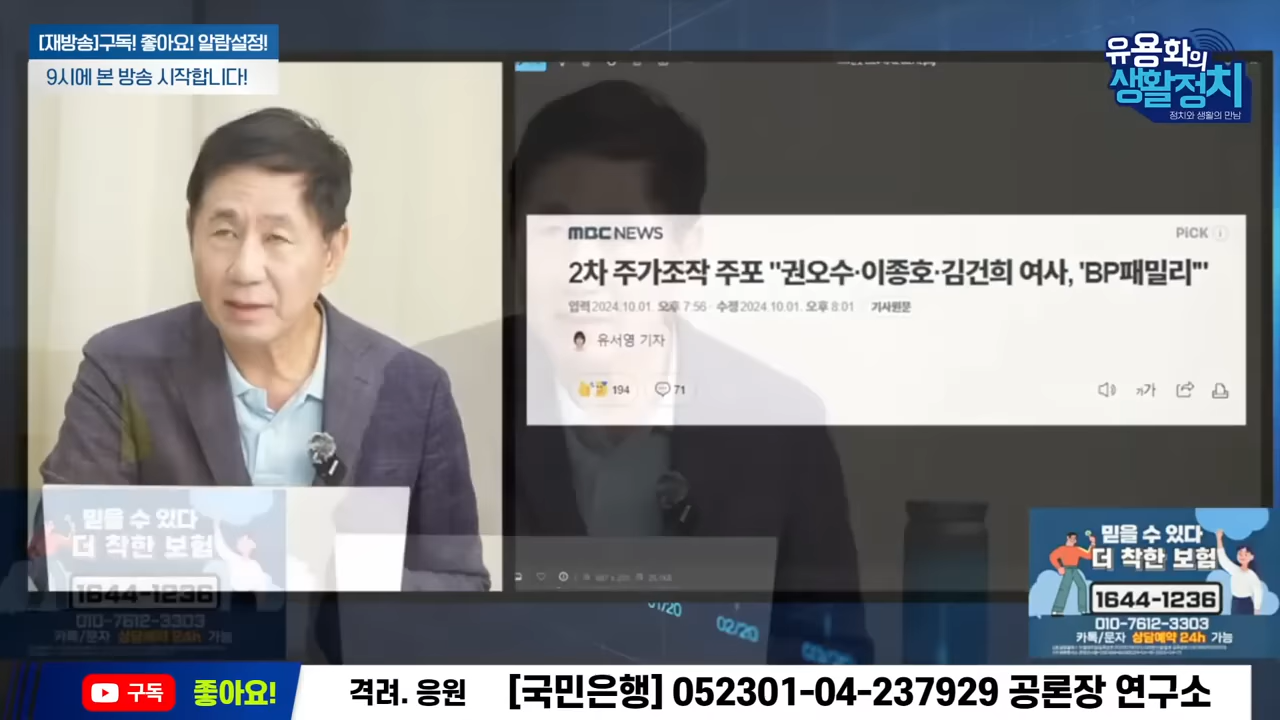 [재방송]구독! 좋아요! 알람설정!
9시에 본 방송 시작합니다!
유용화의
생활정치
정치와 생활의 만남
MBC NEWS
PiCK
2차 주가조작 주포 "권오수·이종호·김건희 여사, 'BP패밀리'"
입력 2024.10.01. 오후 7:56 · 수정 2024.10.01. 오후 8:01 기사원문
유서영 기자
194
71
가가
믿을 수 있다
더 착한 보험
1644-1236
010-7612-3303
카톡/문자 상담예약 24h 가능
믿을 수 있다
더 착한 보험
1644-1236
010-7612-3303
카톡/문자 상담예약 24h 가능
01/20
02/20
구독
좋아요!
격려. 응원
[국민은행] 052301-04-237929 공론장 연구소